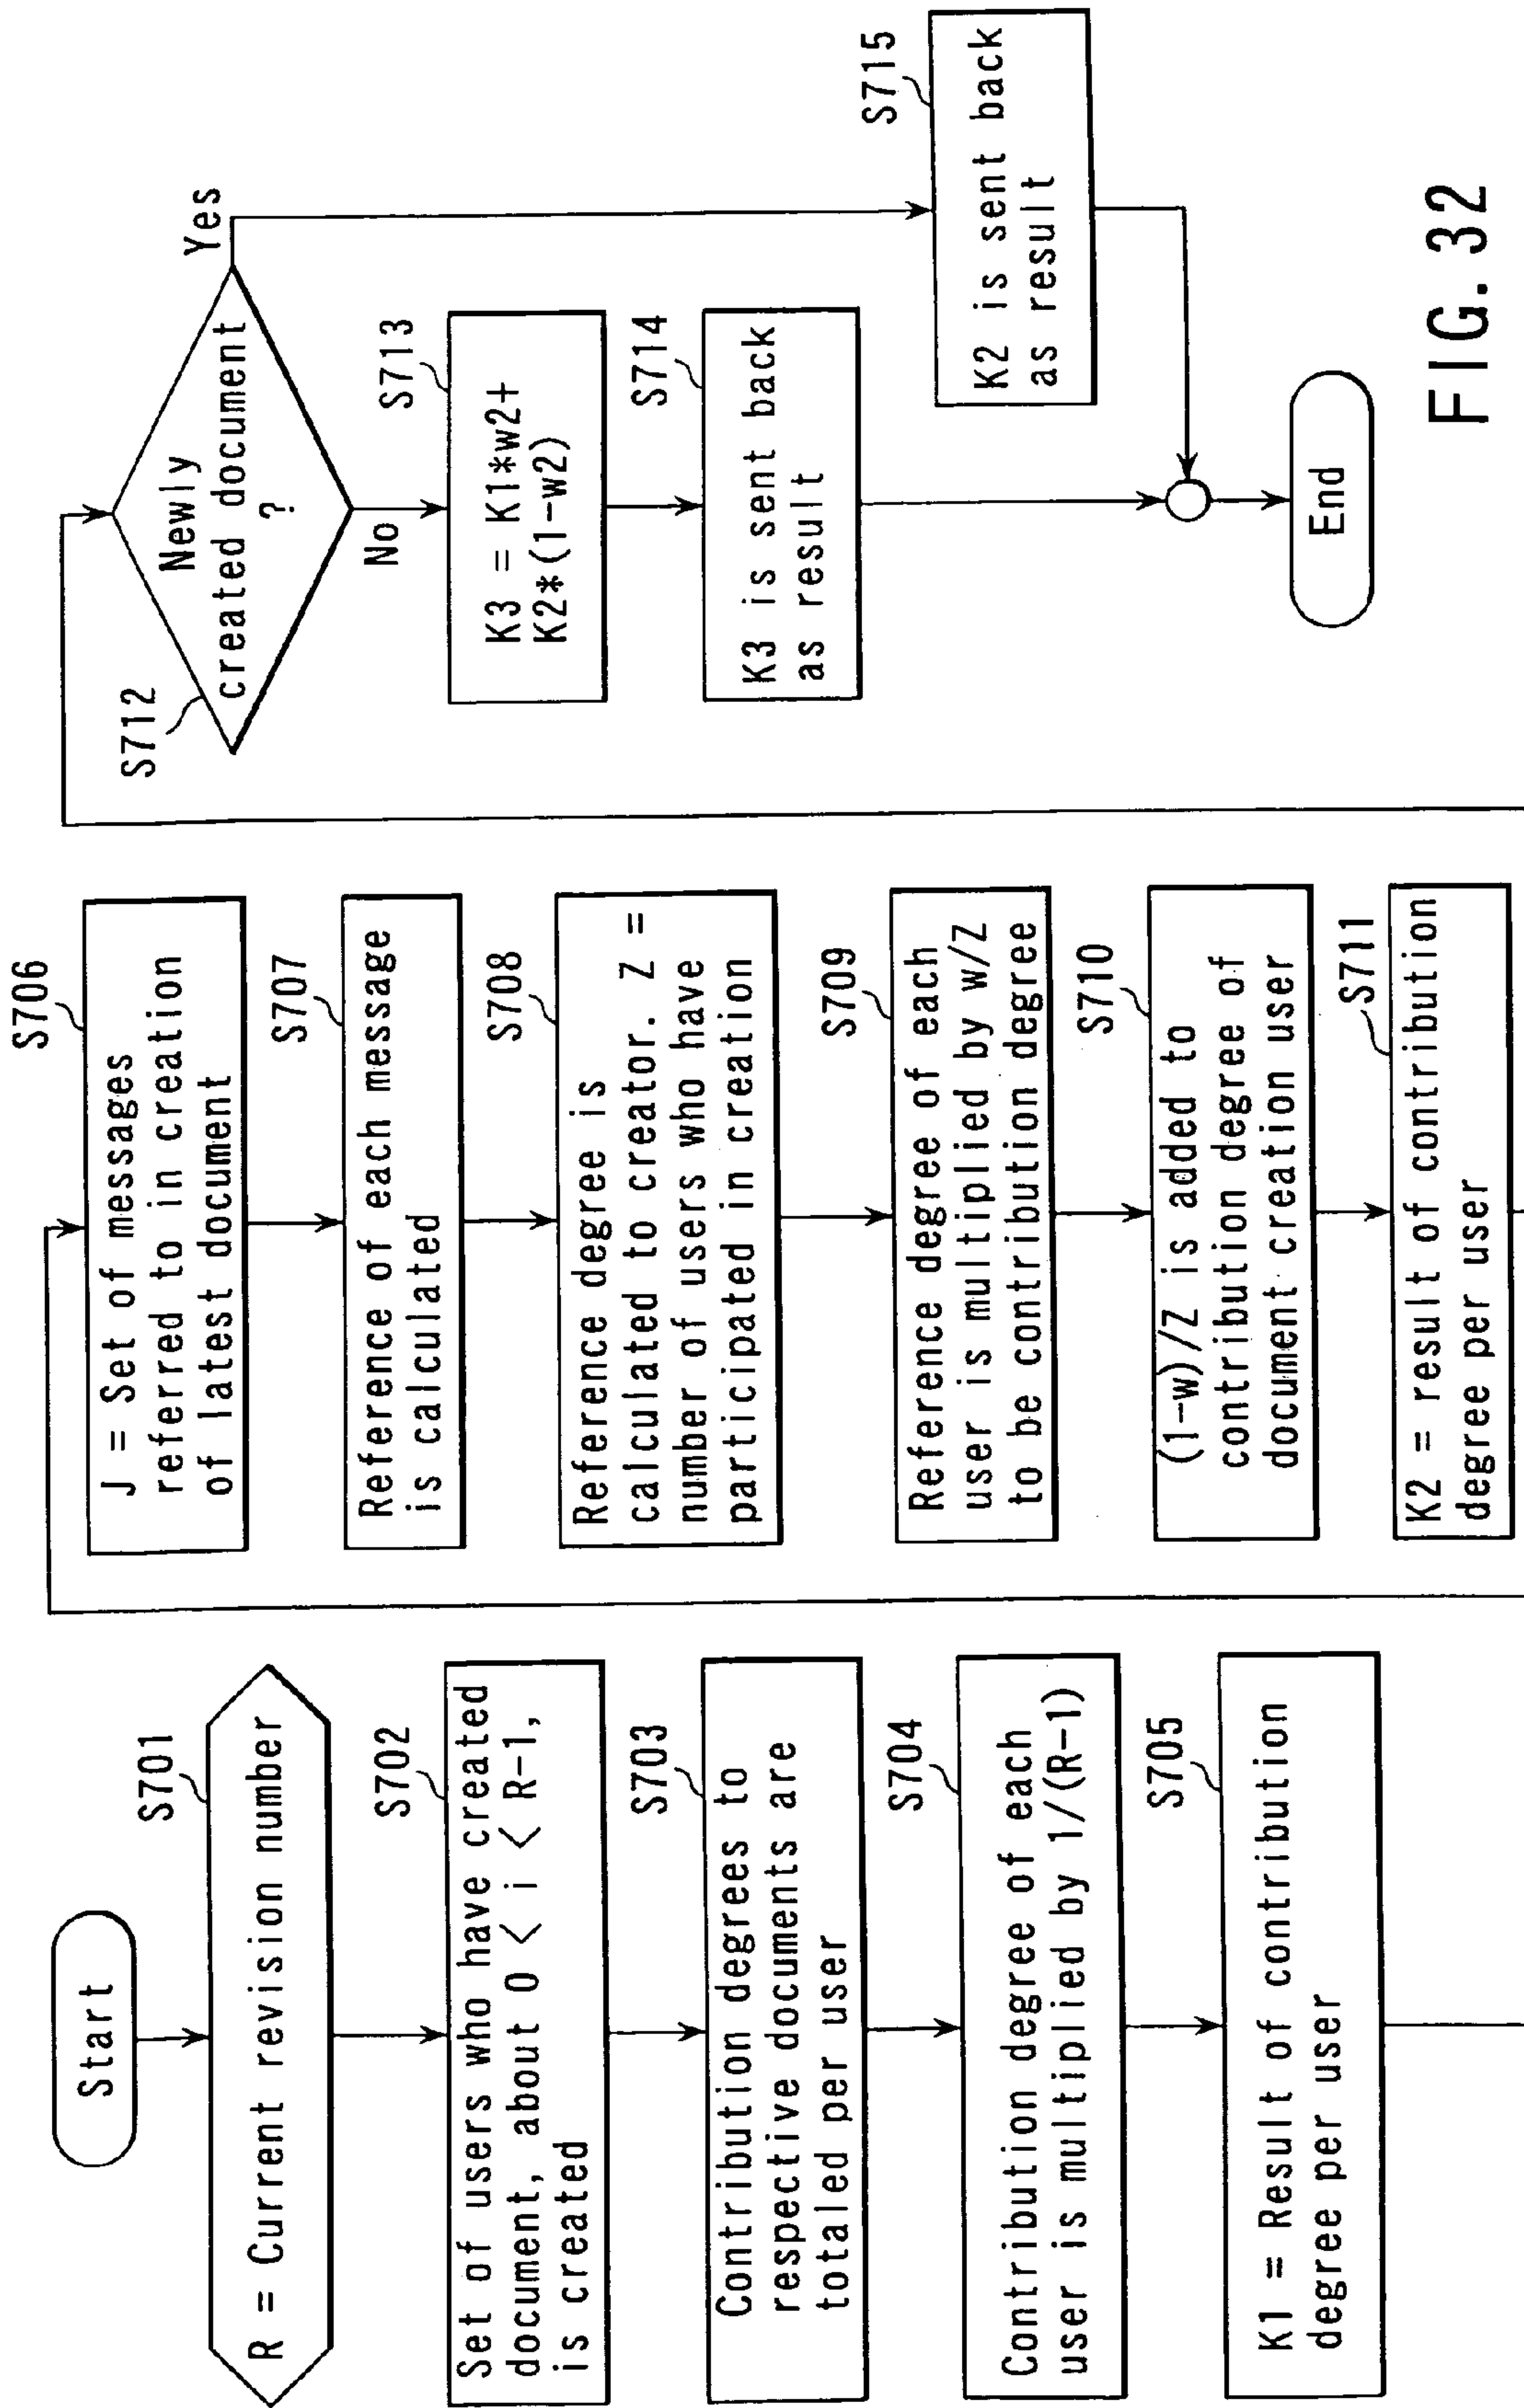 Start
S701
R = Current revision number
S702
Set of users who have created
document, about 0 < i < R-1,
is created
S703
Contribution degrees to
respective documents are
totaled per user
S704
Contribution degree of each
user is multiplied by 1/(R-1)
S705
K1 = Result of contribution
degree per user
S706
J = Set of messages
referred to in creation
of latest document
S707
Reference of each message
is calculated
S708
Reference degree is
calculated to creator. Z =
number of users who have
participated in creation
S709
Reference degree of each
user is multiplied by w/Z
to be contribution degree
S710
(1-w)/Z is added to
contribution degree of
document creation user
S711
K2 = result of contribution
degree per user
S712
Newly
created document
?
Yes
No
S713
K3 = K1*w2+
K2*(1-w2)
S714
K3 is sent back
as result
S715
K2 is sent back
as result
End
FIG. 32